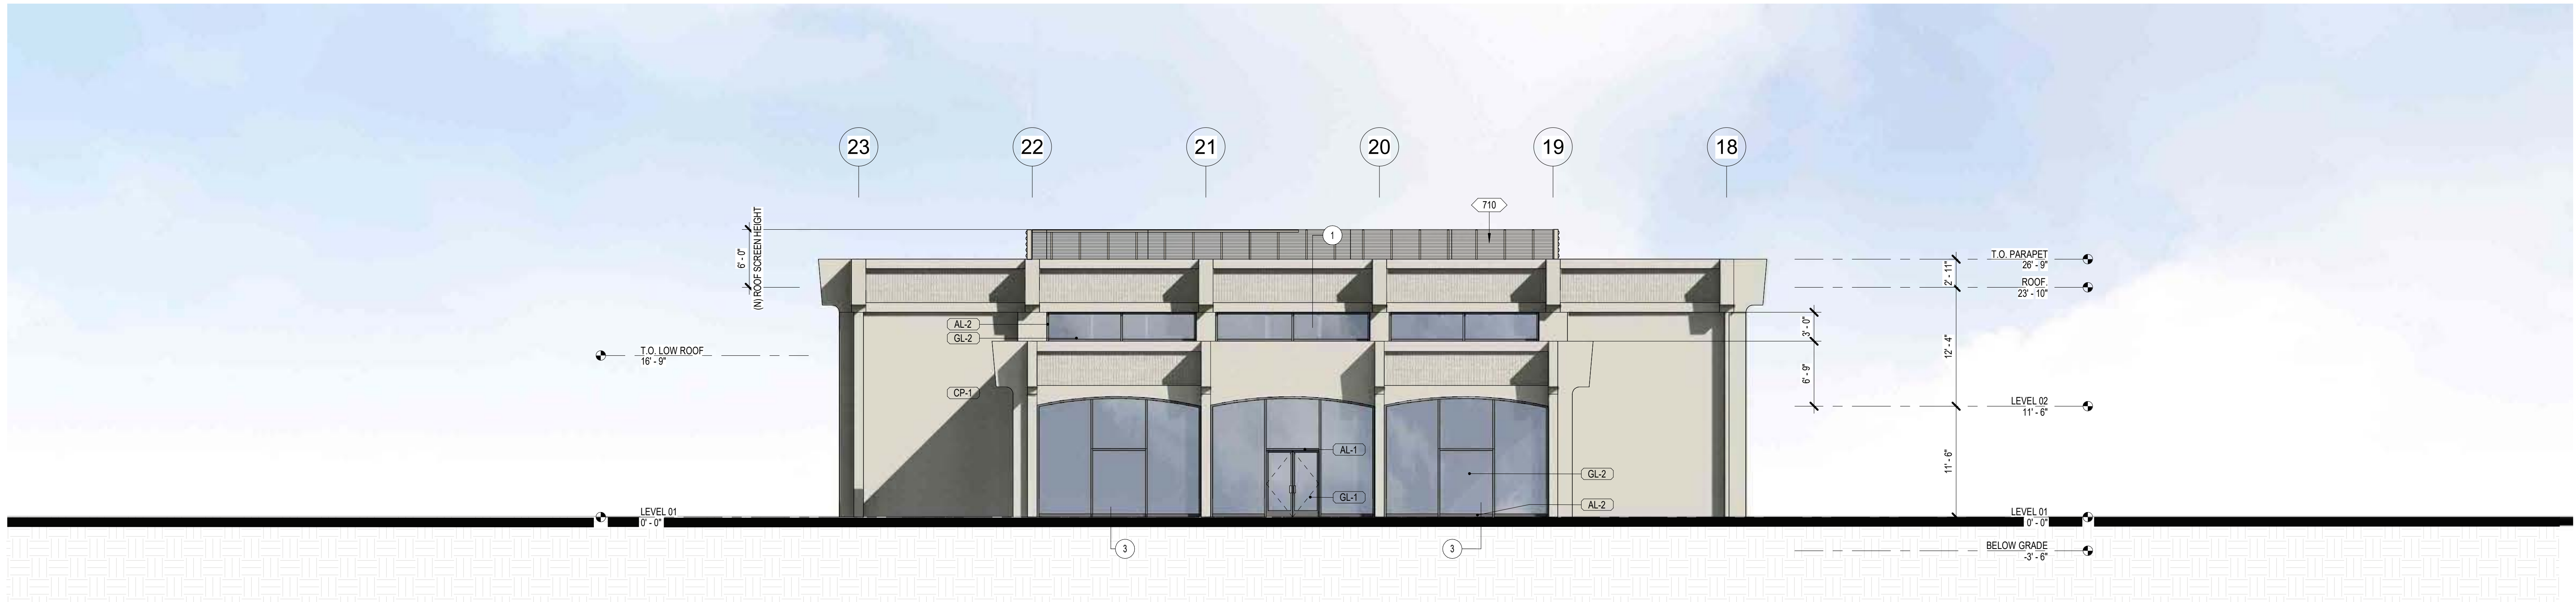 23
22
21
20
19
18
710
1
6' - 0"
(N) ROOF SCREEN HEIGHT
T.O. PARAPET
26' - 9"
2' - 11"
ROOF.
23' - 10"
AL-2
GL-2
3' - 0"
12' - 4"
T.O. LOW ROOF
16' - 9"
6' - 9"
CP-1
LEVEL 02
11' - 6"
AL-1
GL-2
11' - 6"
GL-1
AL-2
LEVEL 01
0' - 0"
LEVEL 01
0' - 0"
3
3
BELOW GRADE
-3' - 6"